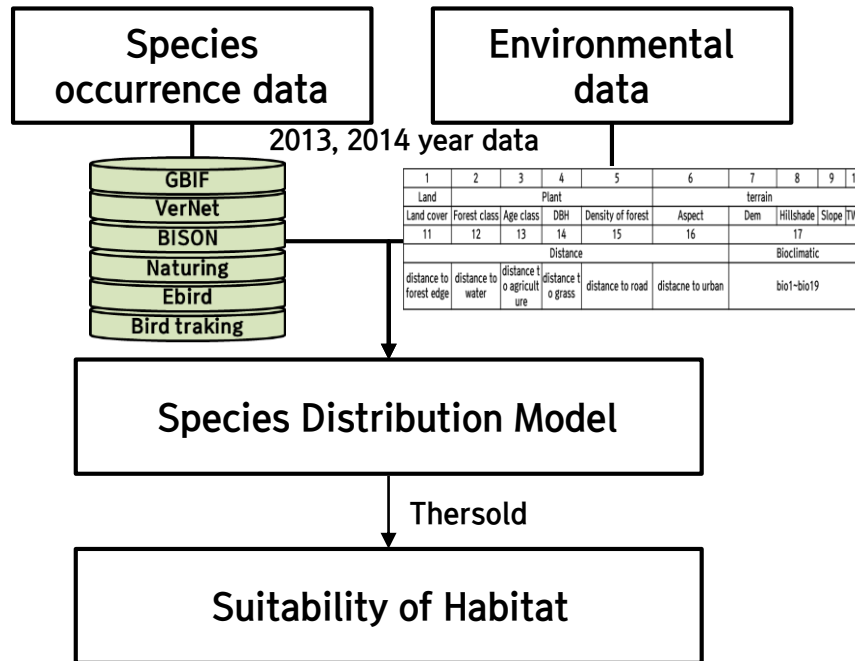 Species
occurrence data
Environmental
data
2013, 2014 year data
GBIF
VerNet
BISON
Naturing
Ebird
Bird traking
1 2 3 4 5 6 7 8 9
Land Plant terrain
Land cover Forest class Age class DBH Density of forest Aspect Dem Hillshade Slope
11 12 13 14 15 16 17
Distance Bioclimatic
distance to
forest edge
distance to
water
distance t
o agricult
ure
distance t
o grass
distance to road
distacne to urban
bio1~bio19
Species Distribution Model
Thersold
Suitability of Habitat